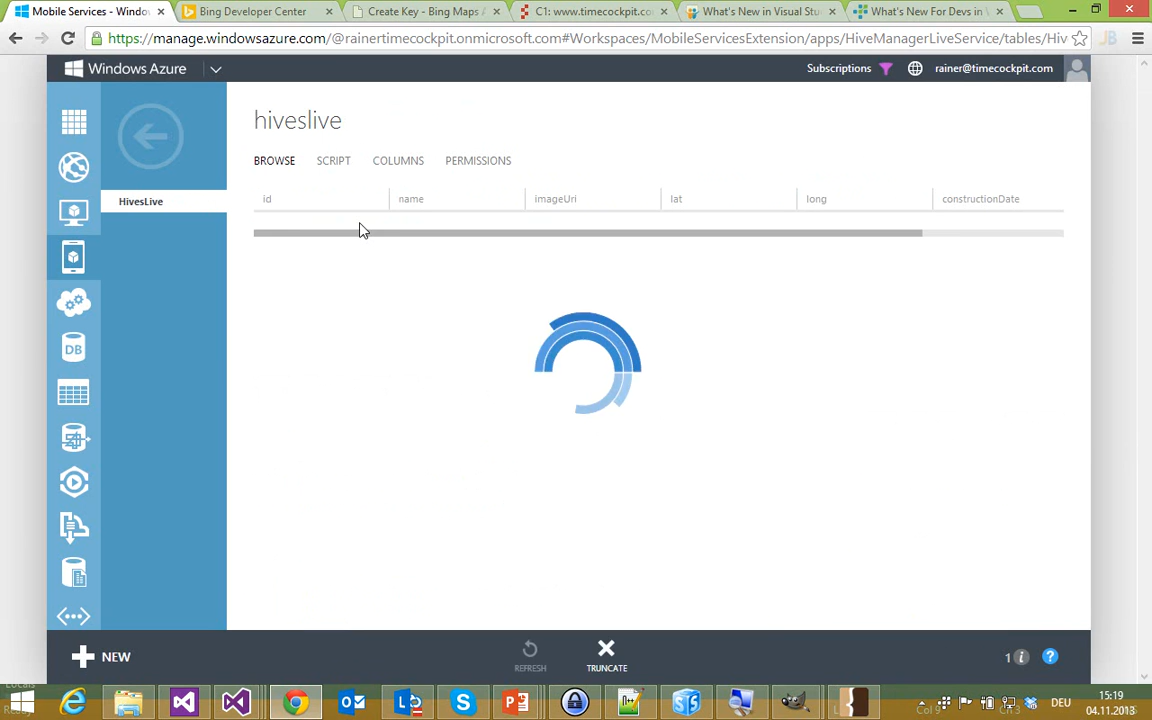 Mobile Services - Windo
Bing Developer Center
Create Key - Bing Maps A
C1: www.timecockpit.co
What's New in Visual Stu
What's New For Devs in V
https://manage.windowsazure.com/@rainertimecockpit.onmicrosoft.com#Workspaces/MobileServicesExtension/apps/HiveManagerLiveService/tables/Hiv
Windows Azure
Subscriptions
rainer@timecockpit.com
hiveslive
BROWSE SCRIPT COLUMNS PERMISSIONS
HivesLive
id name imageUri lat long constructionDate
DB
NEW
REFRESH
TRUNCATE
1
DEU
15:19
04.11.2013